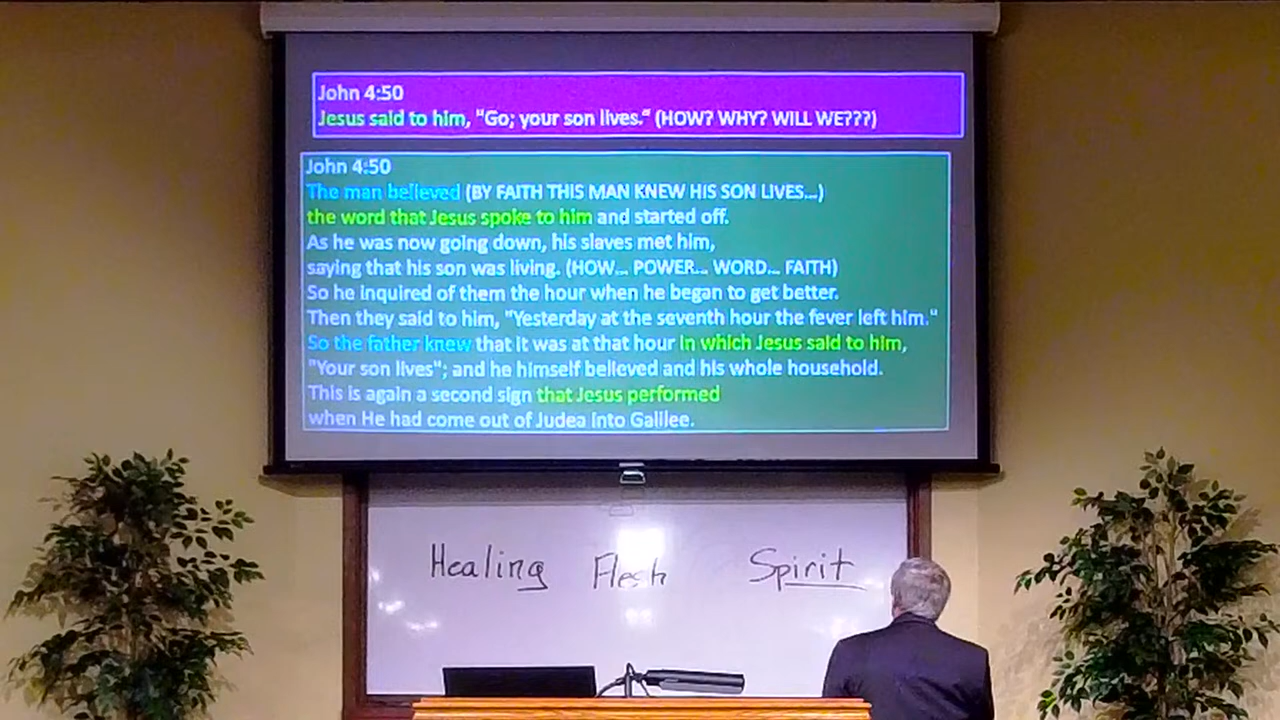 John 4:50
Jesus said to him, "Go; your son lives." (HOW? WHY? WILL WE???)
John 4:50
The man believed (BY FAITH THIS MAN KNEW HIS SON LIVES...)
the word that Jesus spoke to him and started off.
As he was now going down, his slaves met him,
saying that his son was living. (HOW... POWER... WORD... FAITH)
So he inquired of them the hour when he began to get better.
Then they said to him, "Yesterday at the seventh hour the fever left him."
So the father knew that it was at that hour in which Jesus said to him,
"Your son lives"; and he himself believed and his whole household.
This is again a second sign that Jesus performed
when He had come out of Judea into Galilee.
Healing Flesh Spirit